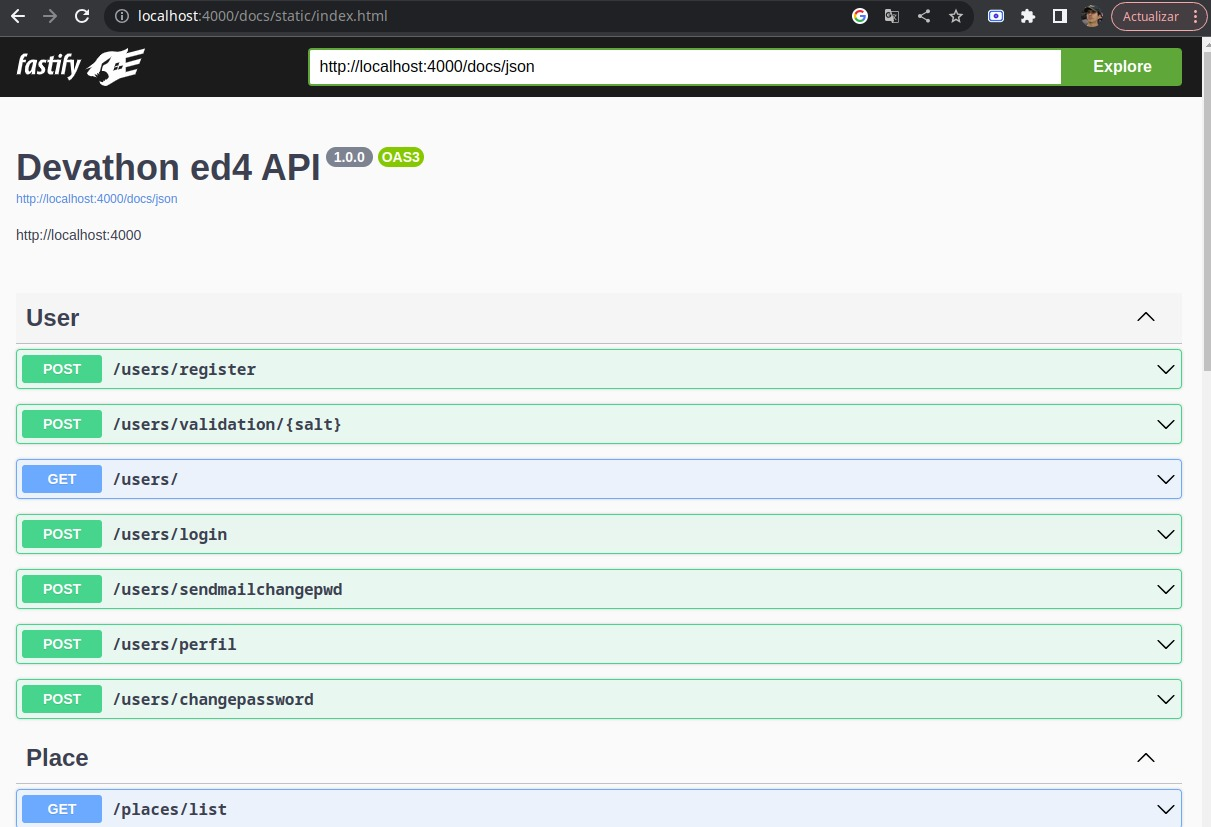 localhost:4000/docs/static/index.html
Actualizar
fastify
http://localhost:4000/docs/json
Explore
Devathon ed4 API 1.0.0 OAS3
http://localhost:4000/docs/json
http://localhost:4000
User
POST /users/register
POST /users/validation/{salt}
GET /users/
POST /users/login
POST /users/sendmailchangepwd
POST /users/perfil
POST /users/changepassword
Place
GET /places/list